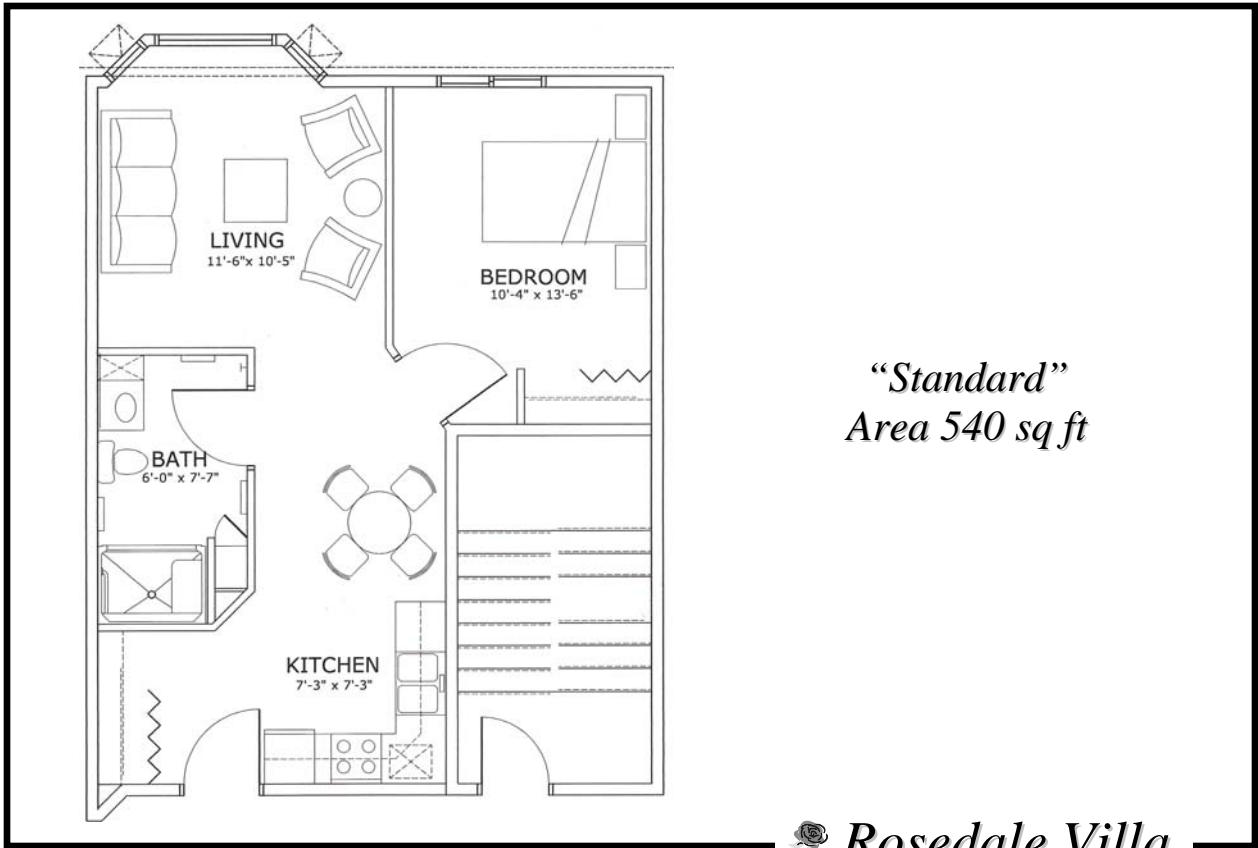 LIVING
11'-6"x 10'-5"
BEDROOM
10'-4" x 13'-6"
BATH
6'-0" x 7'-7"
KITCHEN
7'-3" x 7'-3"
“Standard”
Area 540 sq ft
Rosedale Villa